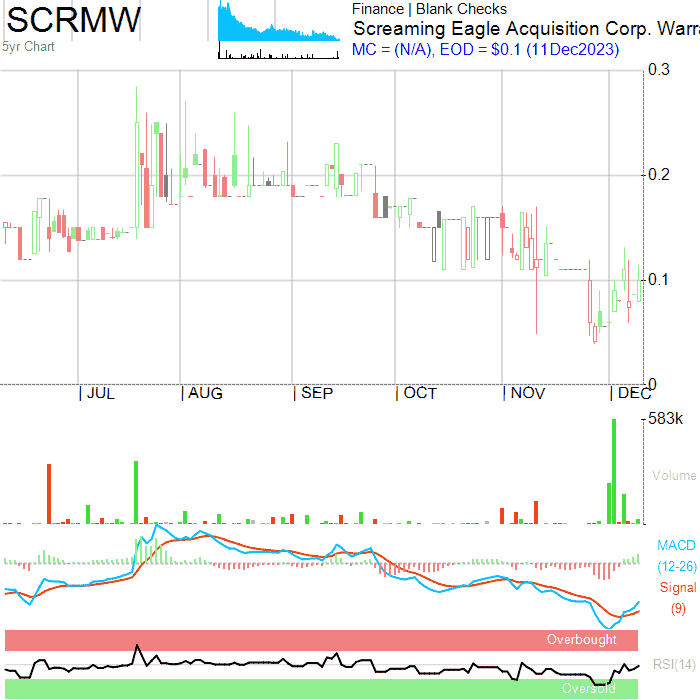 SCRMW
5yr Chart
Finance | Blank Checks
Screaming Eagle Acquisition Corp. Warra
MC = (N/A), EOD = $0.1 (11Dec2023)
0.3
0.2
0.1
0
| JUL | AUG | SEP | OCT | NOV | DEC
583k
Volume
MACD
(12-26)
Signal
(9)
Overbought
RSI(14)
Oversold